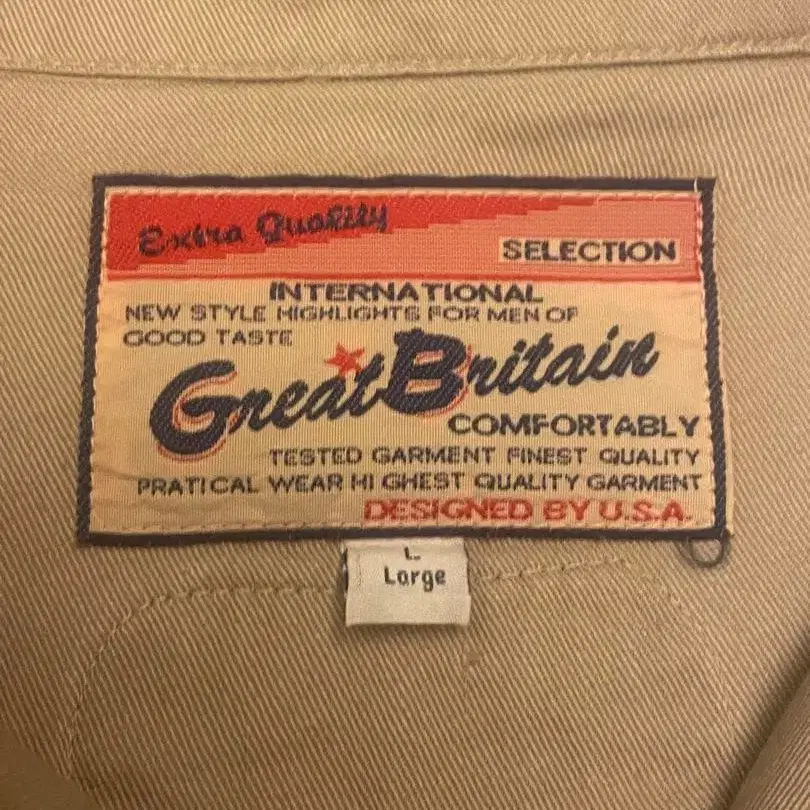 Extra Quality
SELECTION
INTERNATIONAL
NEW STYLE HIGHLIGHTS FOR MEN OF
GOOD TASTE
Great Britain
COMFORTABLY
TESTED GARMENT FINEST QUALITY
PRATICAL WEAR HI GHEST QUALITY GARMENT
DESIGNED BY U.S.A.
L
Large